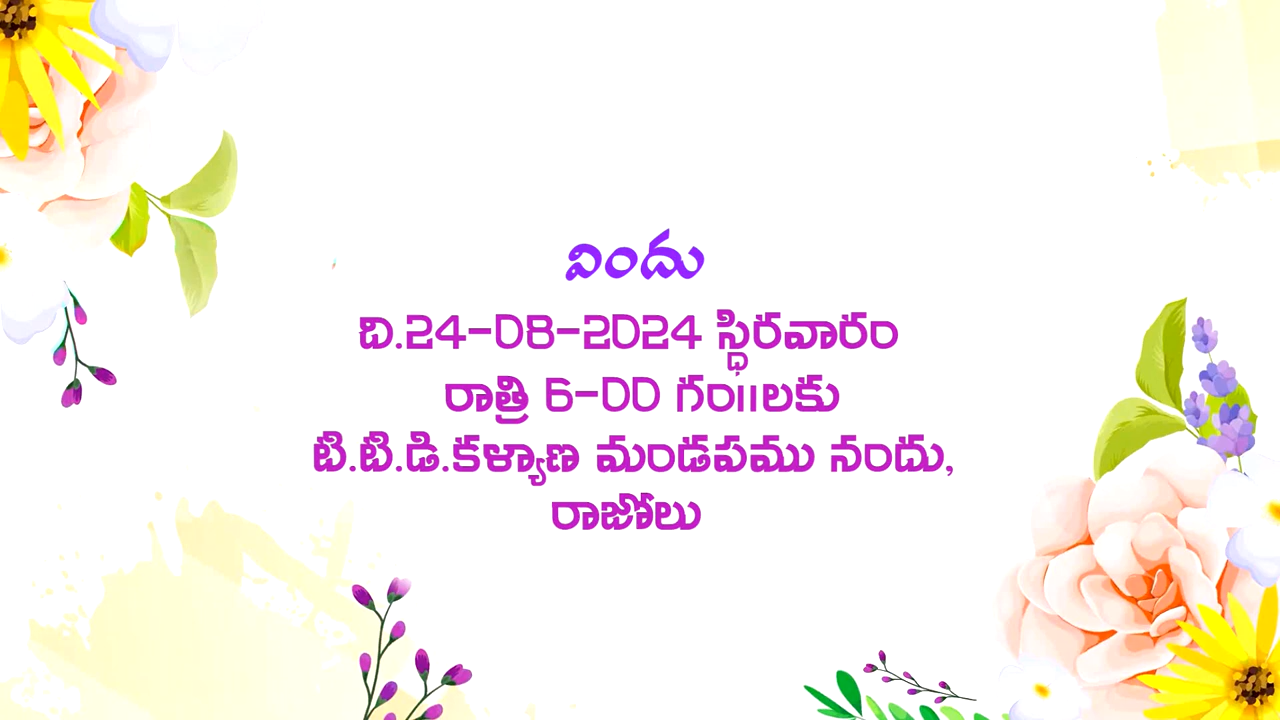 విందు
ది.24-08-2024 స్థిరవారం
రాత్రి 6-00 గం॥లకు
టి.టి.డి.కళ్యాణ మండపము నందు,
రాజోలు